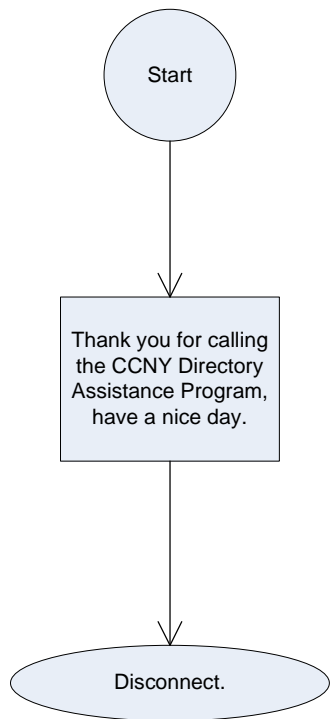 Start
Thank you for calling
the CCNY Directory
Assistance Program,
have a nice day.
Disconnect.